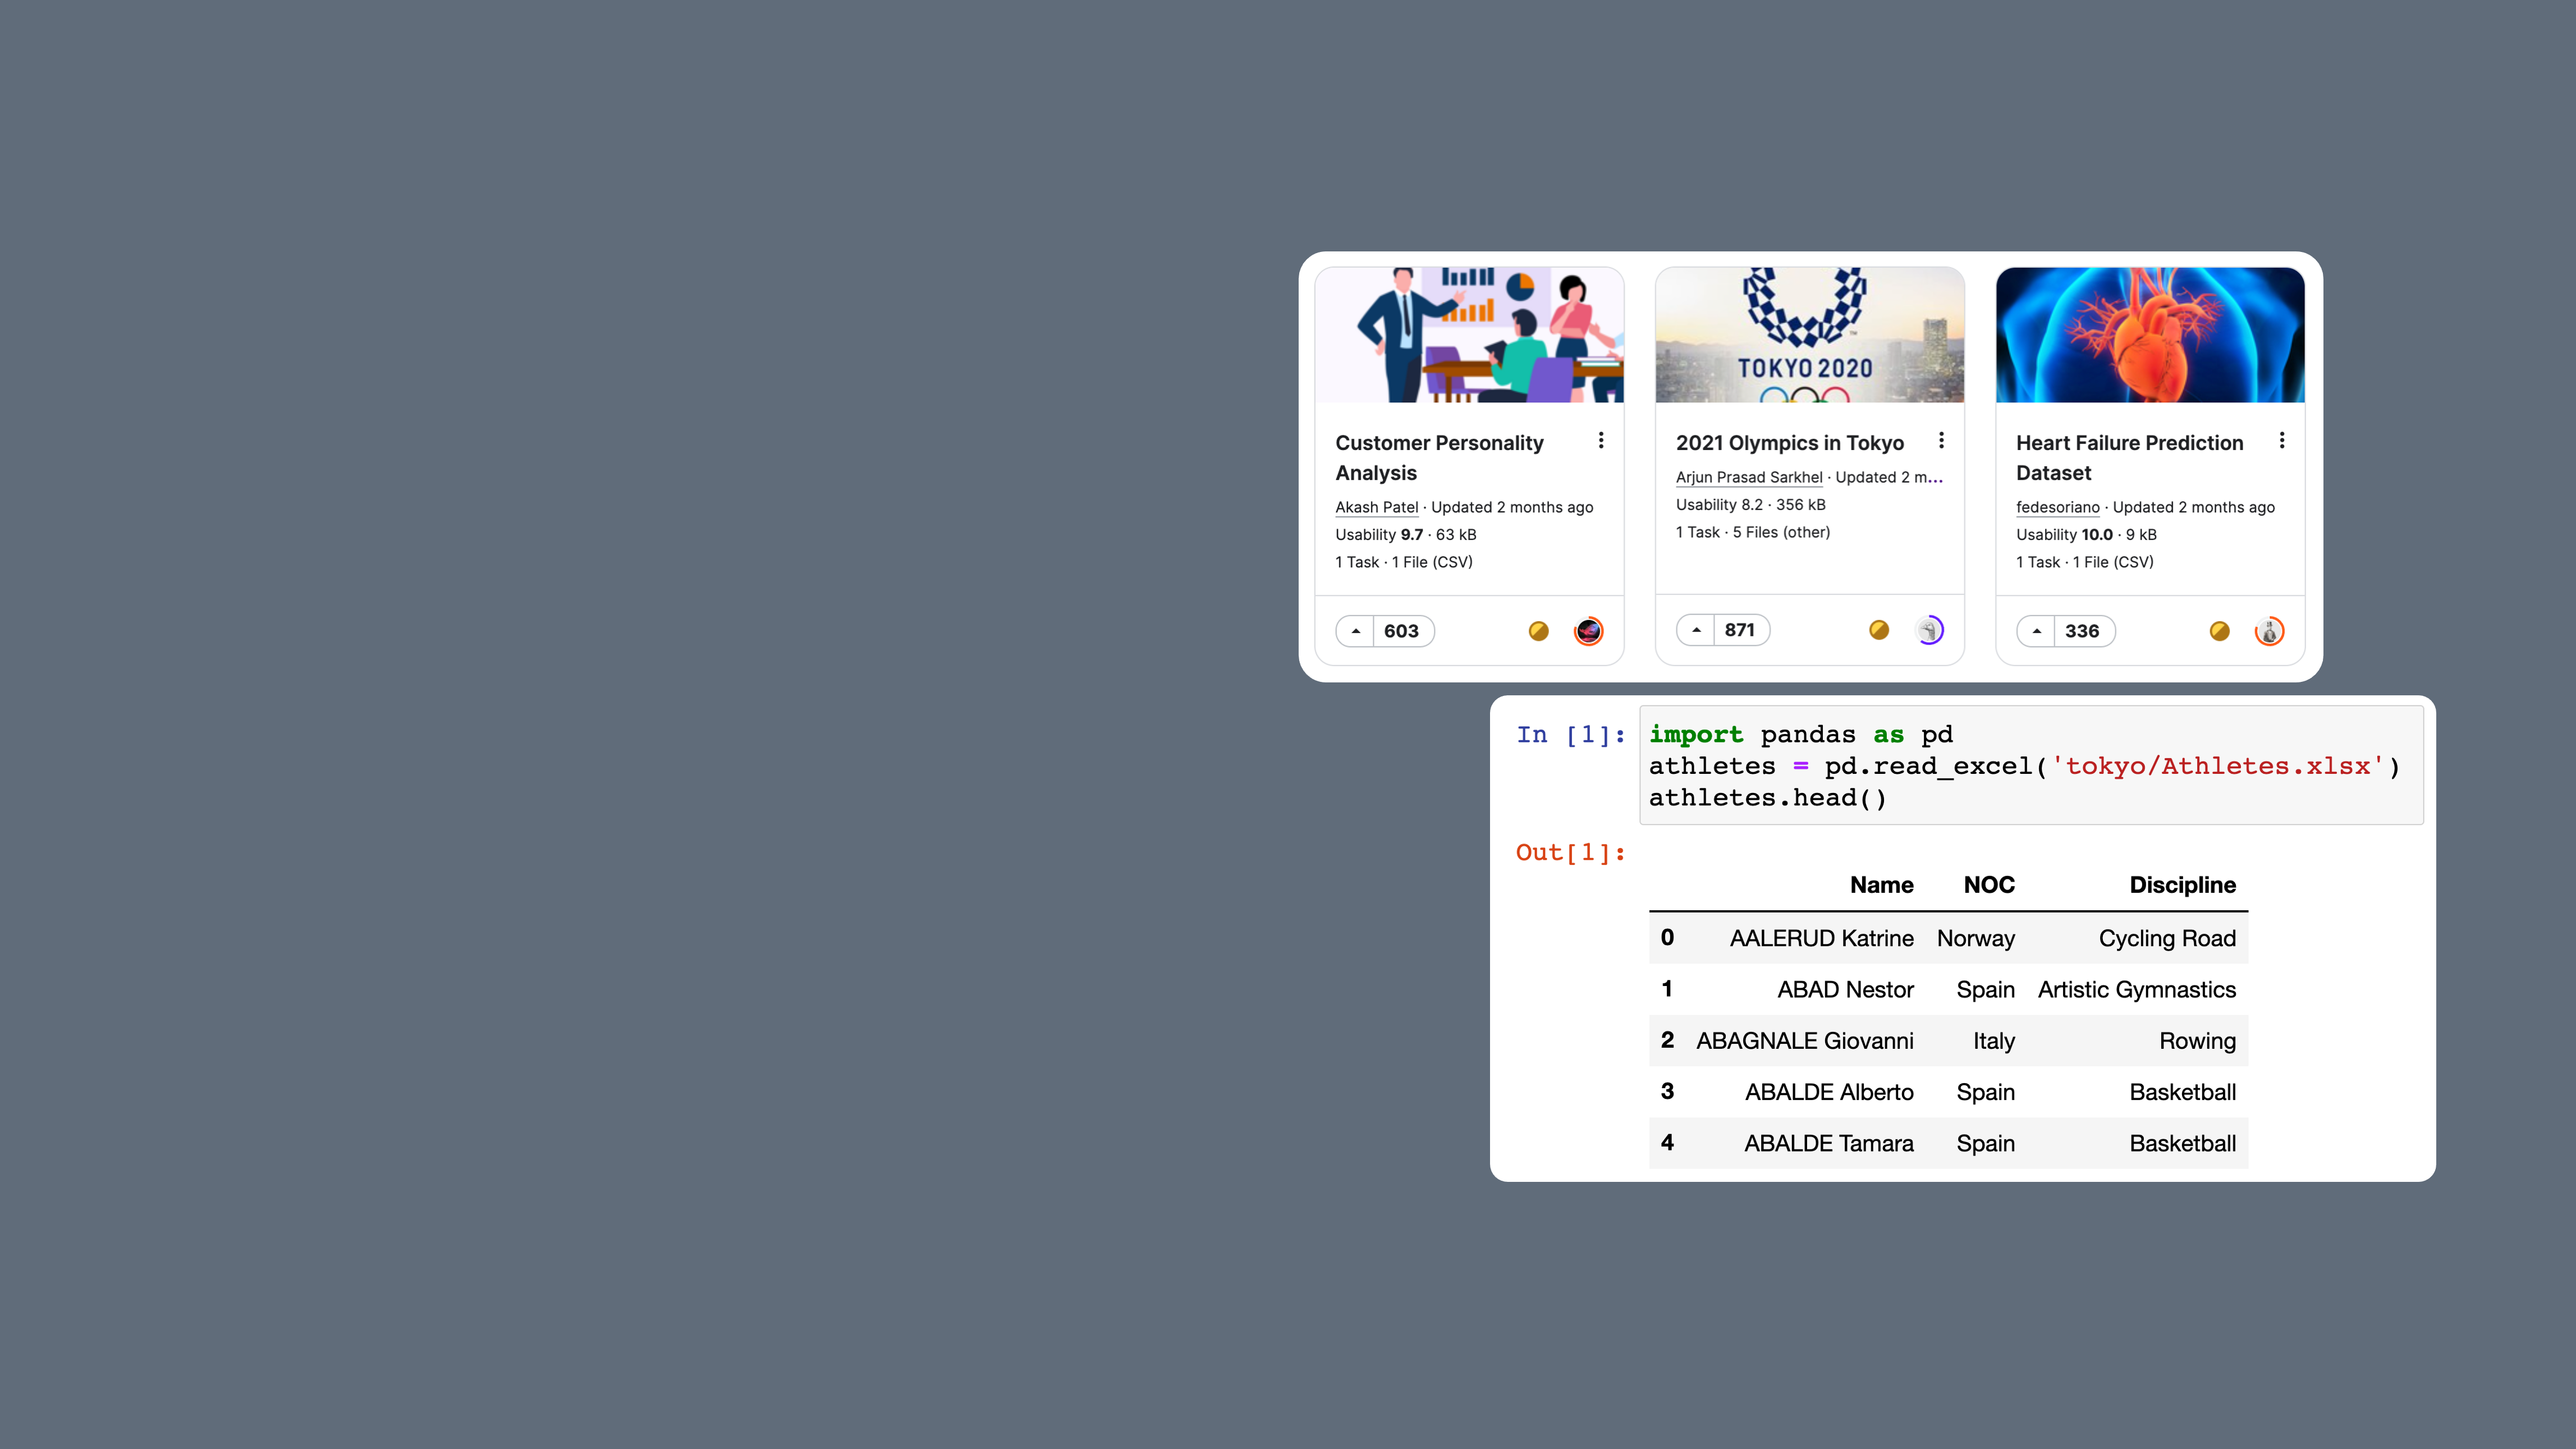 TM
TOKYO 2020
Customer Personality
Analysis
Akash Patel · Updated 2 months ago
Usability 9.7 · 63 kB
1 Task · 1 File (CSV)
603
2021 Olympics in Tokyo
Arjun Prasad Sarkhel · Updated 2 m...
Usability 8.2 · 356 kB
1 Task · 5 Files (other)
871
Heart Failure Prediction
Dataset
fedesoriano · Updated 2 months ago
Usability 10.0 · 9 kB
1 Task · 1 File (CSV)
336
In [1]: import pandas as pd
athletes = pd.read_excel('tokyo/Athletes.xlsx')
athletes.head()
Out[1]:
Name NOC Discipline
0 AALERUD Katrine Norway Cycling Road
1 ABAD Nestor Spain Artistic Gymnastics
2 ABAGNALE Giovanni Italy Rowing
3 ABALDE Alberto Spain Basketball
4 ABALDE Tamara Spain Basketball